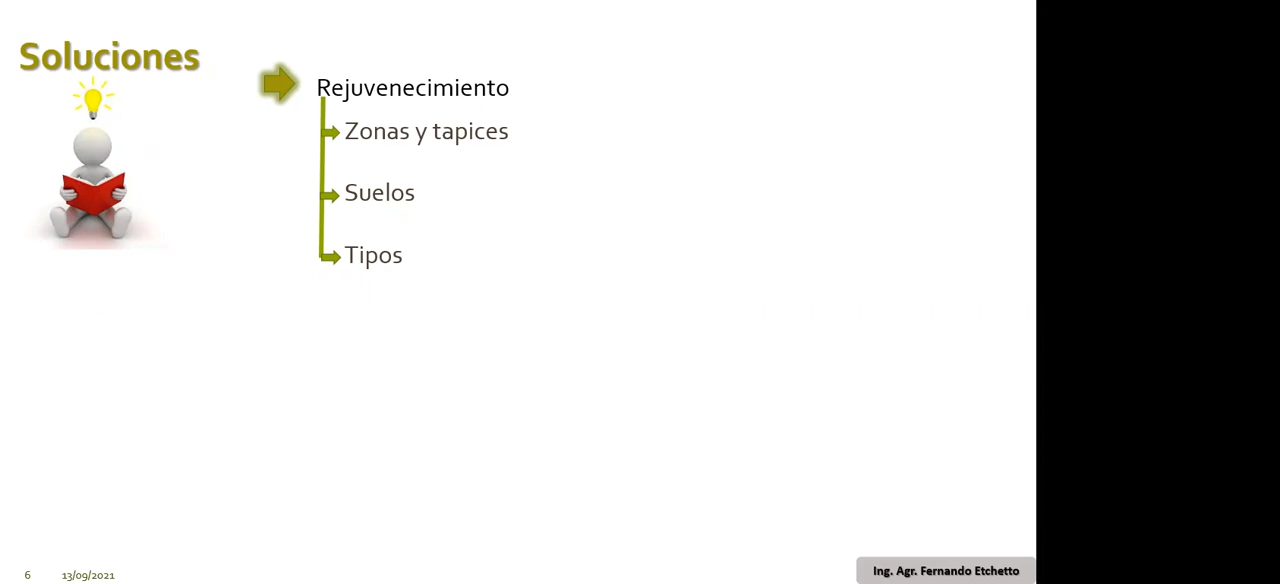 Soluciones
Rejuvenecimiento
Zonas y tapices
Suelos
Tipos
6 13/09/2021
Ing. Agr. Fernando Etchetto